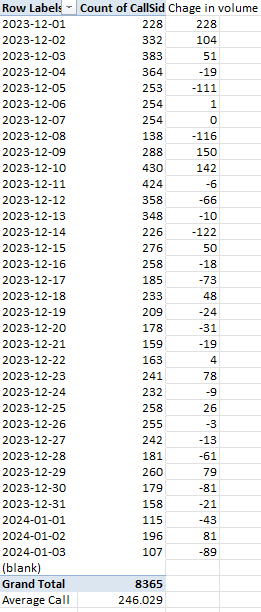 Row Labels Count of CallSid Chage in volume
2023-12-01 228 228
2023-12-02 332 104
2023-12-03 383 51
2023-12-04 364 -19
2023-12-05 253 -111
2023-12-06 254 1
2023-12-07 254 0
2023-12-08 138 -116
2023-12-09 288 150
2023-12-10 430 142
2023-12-11 424 -6
2023-12-12 358 -66
2023-12-13 348 -10
2023-12-14 226 -122
2023-12-15 276 50
2023-12-16 258 -18
2023-12-17 185 -73
2023-12-18 233 48
2023-12-19 209 -24
2023-12-20 178 -31
2023-12-21 159 -19
2023-12-22 163 4
2023-12-23 241 78
2023-12-24 232 -9
2023-12-25 258 26
2023-12-26 255 -3
2023-12-27 242 -13
2023-12-28 181 -61
2023-12-29 260 79
2023-12-30 179 -81
2023-12-31 158 -21
2024-01-01 115 -43
2024-01-02 196 81
2024-01-03 107 -89
(blank)
Grand Total 8365
Average Call 246.029